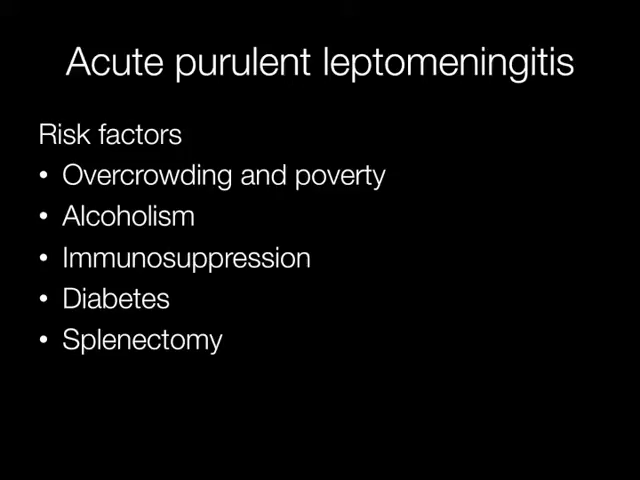 Acute purulent leptomeningitis
Risk factors
• Overcrowding and poverty
• Alcoholism
• Immunosuppression
• Diabetes
• Splenectomy